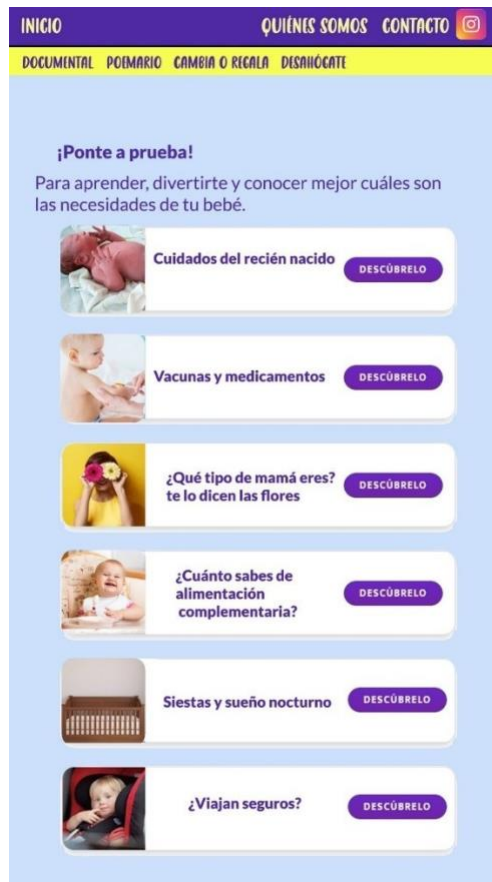 INICIO
QUIÉNES SOMOS CONTACTO
DOCUMENTAL POEMARIO CAMBIA O REGALA DESAHÓGATE
¡Ponte a prueba!
Para aprender, divertirte y conocer mejor cuáles son
las necesidades de tu bebé.
Cuidados del recién nacido
DESCÚBRELO
Vacunas y medicamentos
DESCÚBRELO
¿Qué tipo de mamá eres?
te lo dicen las flores
DESCÚBRELO
¿Cuánto sabes de
alimentación
complementaria?
DESCÚBRELO
Siestas y sueño nocturno
DESCÚBRELO
¿Viajan seguros?
DESCÚBRELO